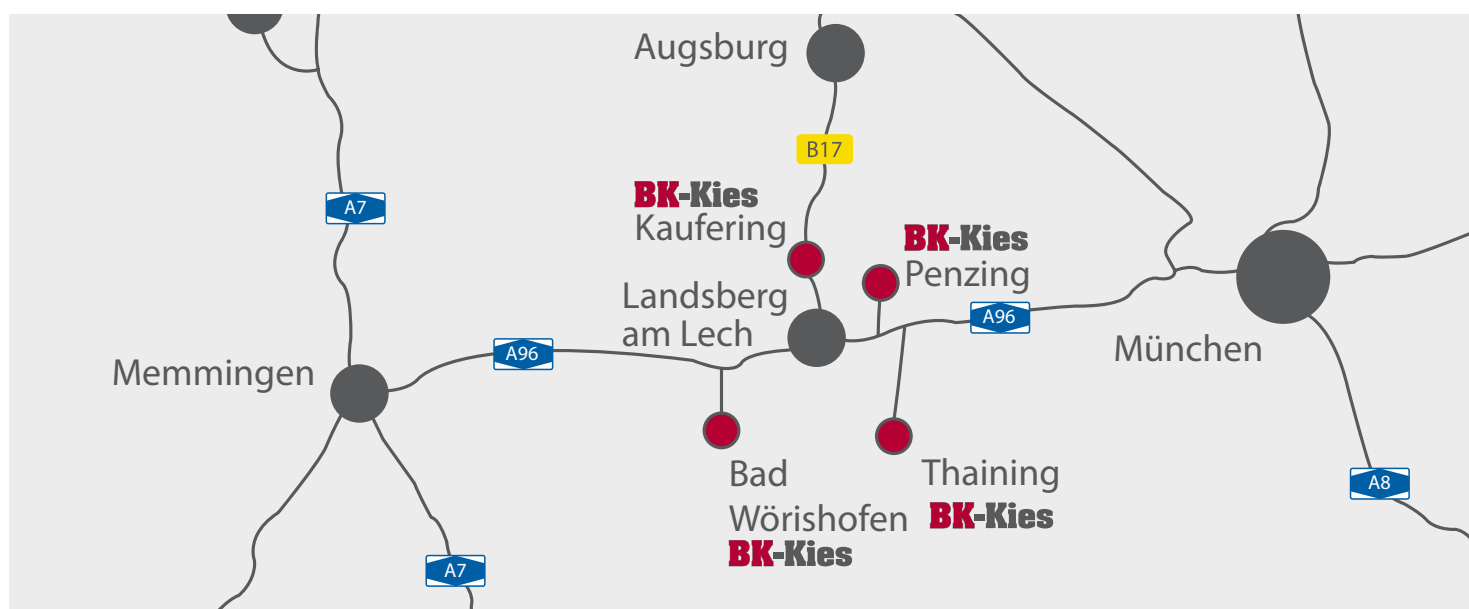 Augsburg
B17
BK-Kies
Kaufering
A7
BK-Kies
Penzing
Landsberg
am Lech
A96
A96
München
Memmingen
Bad
Wörishofen
BK-Kies
Thaining
BK-Kies
A8
A7